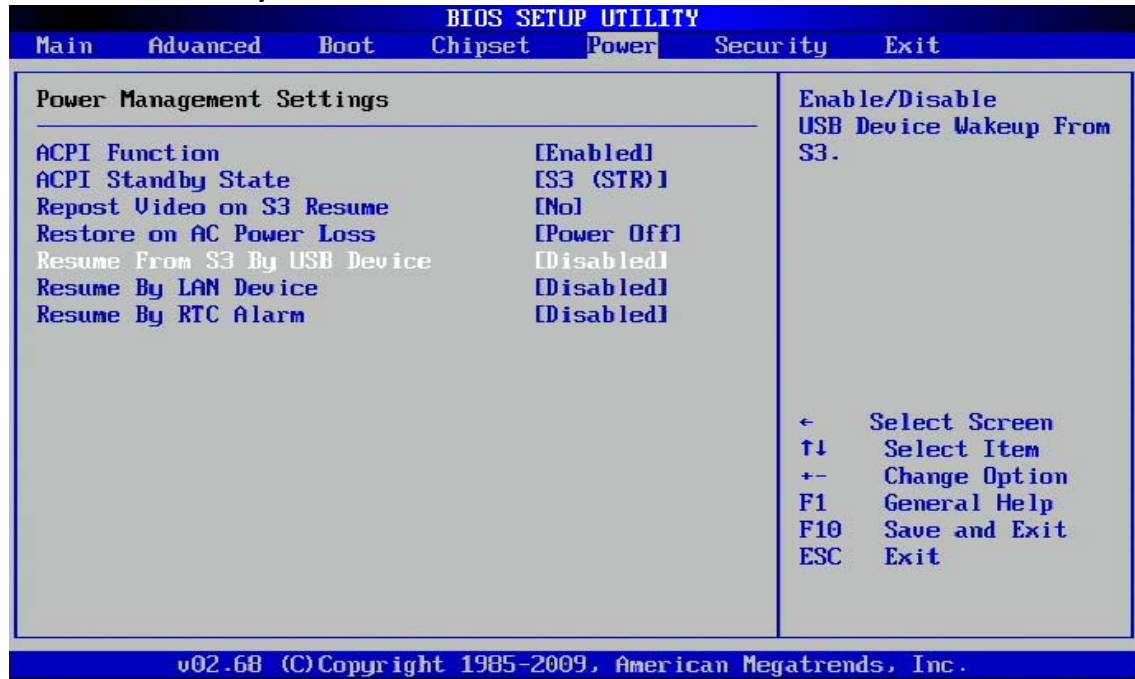 BIOS SETUP UTILITY
Main Advanced Boot Chipset Power Security Exit
Power Management Settings
ACPI Function [Enabled]
ACPI Standby State [S3 (STR)]
Repost Video on S3 Resume [No]
Restore on AC Power Loss [Power Off]
Resume From S3 By USB Device [Disabled]
Resume By LAN Device [Disabled]
Resume By RTC Alarm [Disabled]
Enable/Disable
USB Device Wakeup From
S3.
← Select Screen
↑↓ Select Item
+- Change Option
F1 General Help
F10 Save and Exit
ESC Exit
v02.68 (C)Copyright 1985-2009, American Megatrends, Inc.